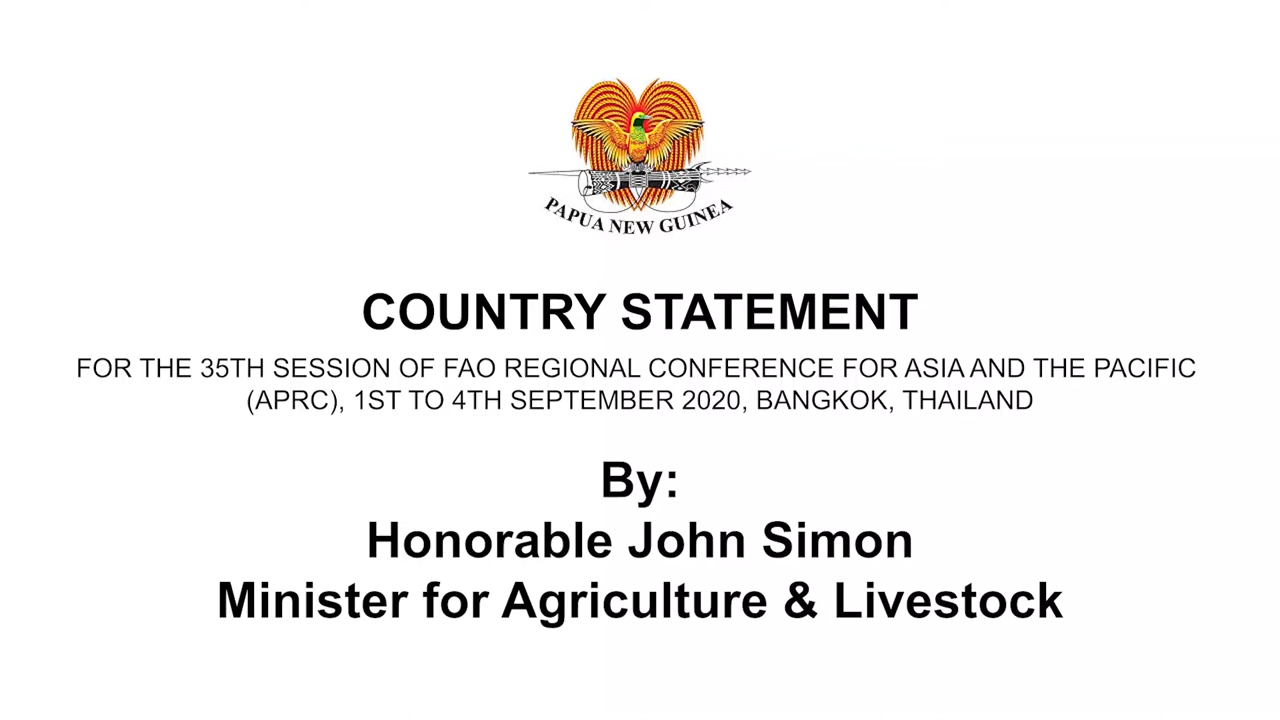 PAPUA NEW GUINEA
COUNTRY STATEMENT
FOR THE 35TH SESSION OF FAO REGIONAL CONFERENCE FOR ASIA AND THE PACIFIC
(APRC), 1ST TO 4TH SEPTEMBER 2020, BANGKOK, THAILAND
By:
Honorable John Simon
Minister for Agriculture & Livestock